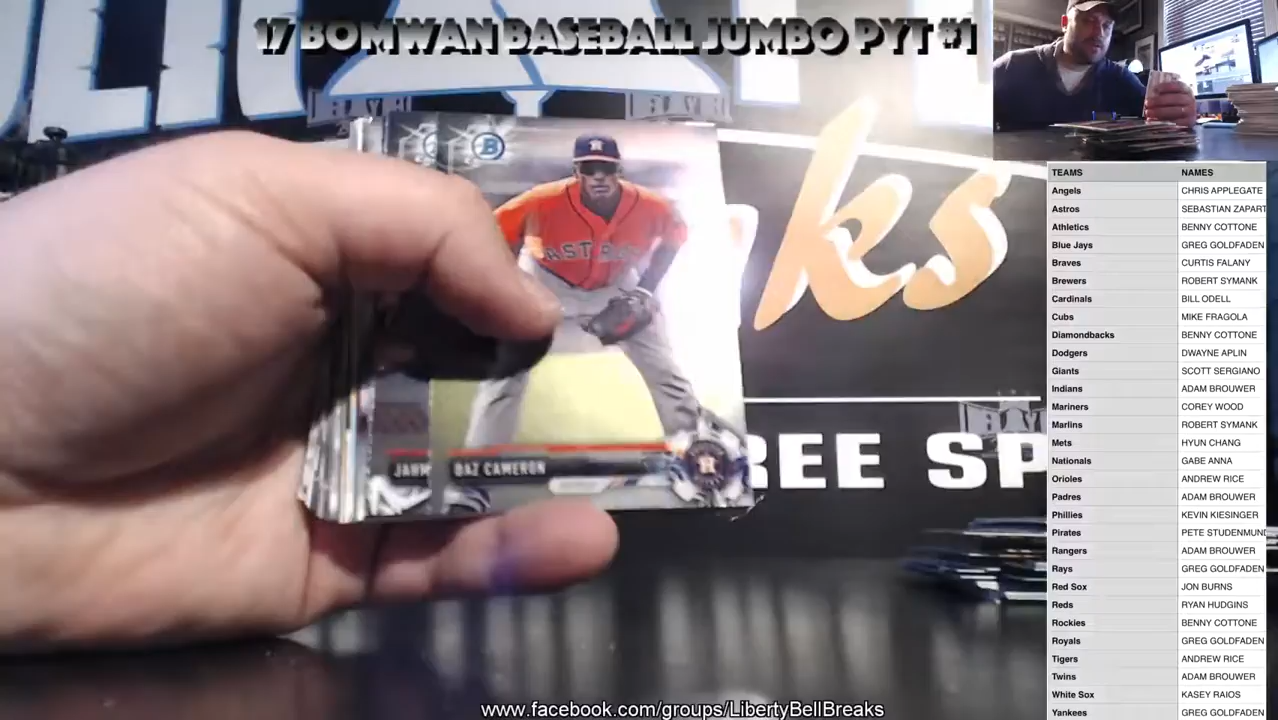 17 BOMWAN BASEBALL JUMBO PYT #1
ks
REE SP
B
ASTROS
JAHM
DAZ CAMERON
TEAMS NAMES
Angels CHRIS APPLEGATE
Astros SEBASTIAN ZAPART
Athletics BENNY COTTONE
Blue Jays GREG GOLDFADEN
Braves CURTIS FALANY
Brewers ROBERT SYMANK
Cardinals BILL ODELL
Cubs MIKE FRAGOLA
Diamondbacks BENNY COTTONE
Dodgers DWAYNE APLIN
Giants SCOTT SERGIANO
Indians ADAM BROUWER
Mariners COREY WOOD
Marlins ROBERT SYMANK
Mets HYUN CHANG
Nationals GABE ANNA
Orioles ANDREW RICE
Padres ADAM BROUWER
Phillies KEVIN KIESINGER
Pirates PETE STUDENMUN
Rangers ADAM BROUWER
Rays GREG GOLDFADEN
Red Sox JON BURNS
Reds RYAN HUDGINS
Rockies BENNY COTTONE
Royals GREG GOLDFADEN
Tigers ANDREW RICE
Twins ADAM BROUWER
White Sox KASEY RAIOS
Yankees GREG GOLDFADEN
www.facebook.com/groups/LibertyBellBreaks